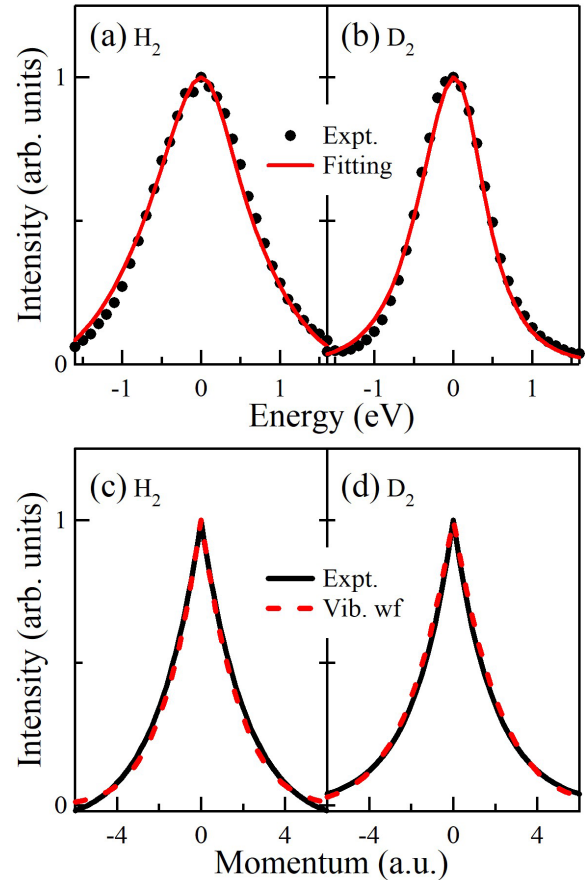 (a) H2
(b) D2
Intensity (arb. units)
1
0
Expt.
Fitting
-1 0 1 -1 0 1
Energy (eV)
(c) H2
(d) D2
Intensity (arb. units)
1
0
Expt.
Vib. wf
-4 0 4 -4 0 4
Momentum (a.u.)